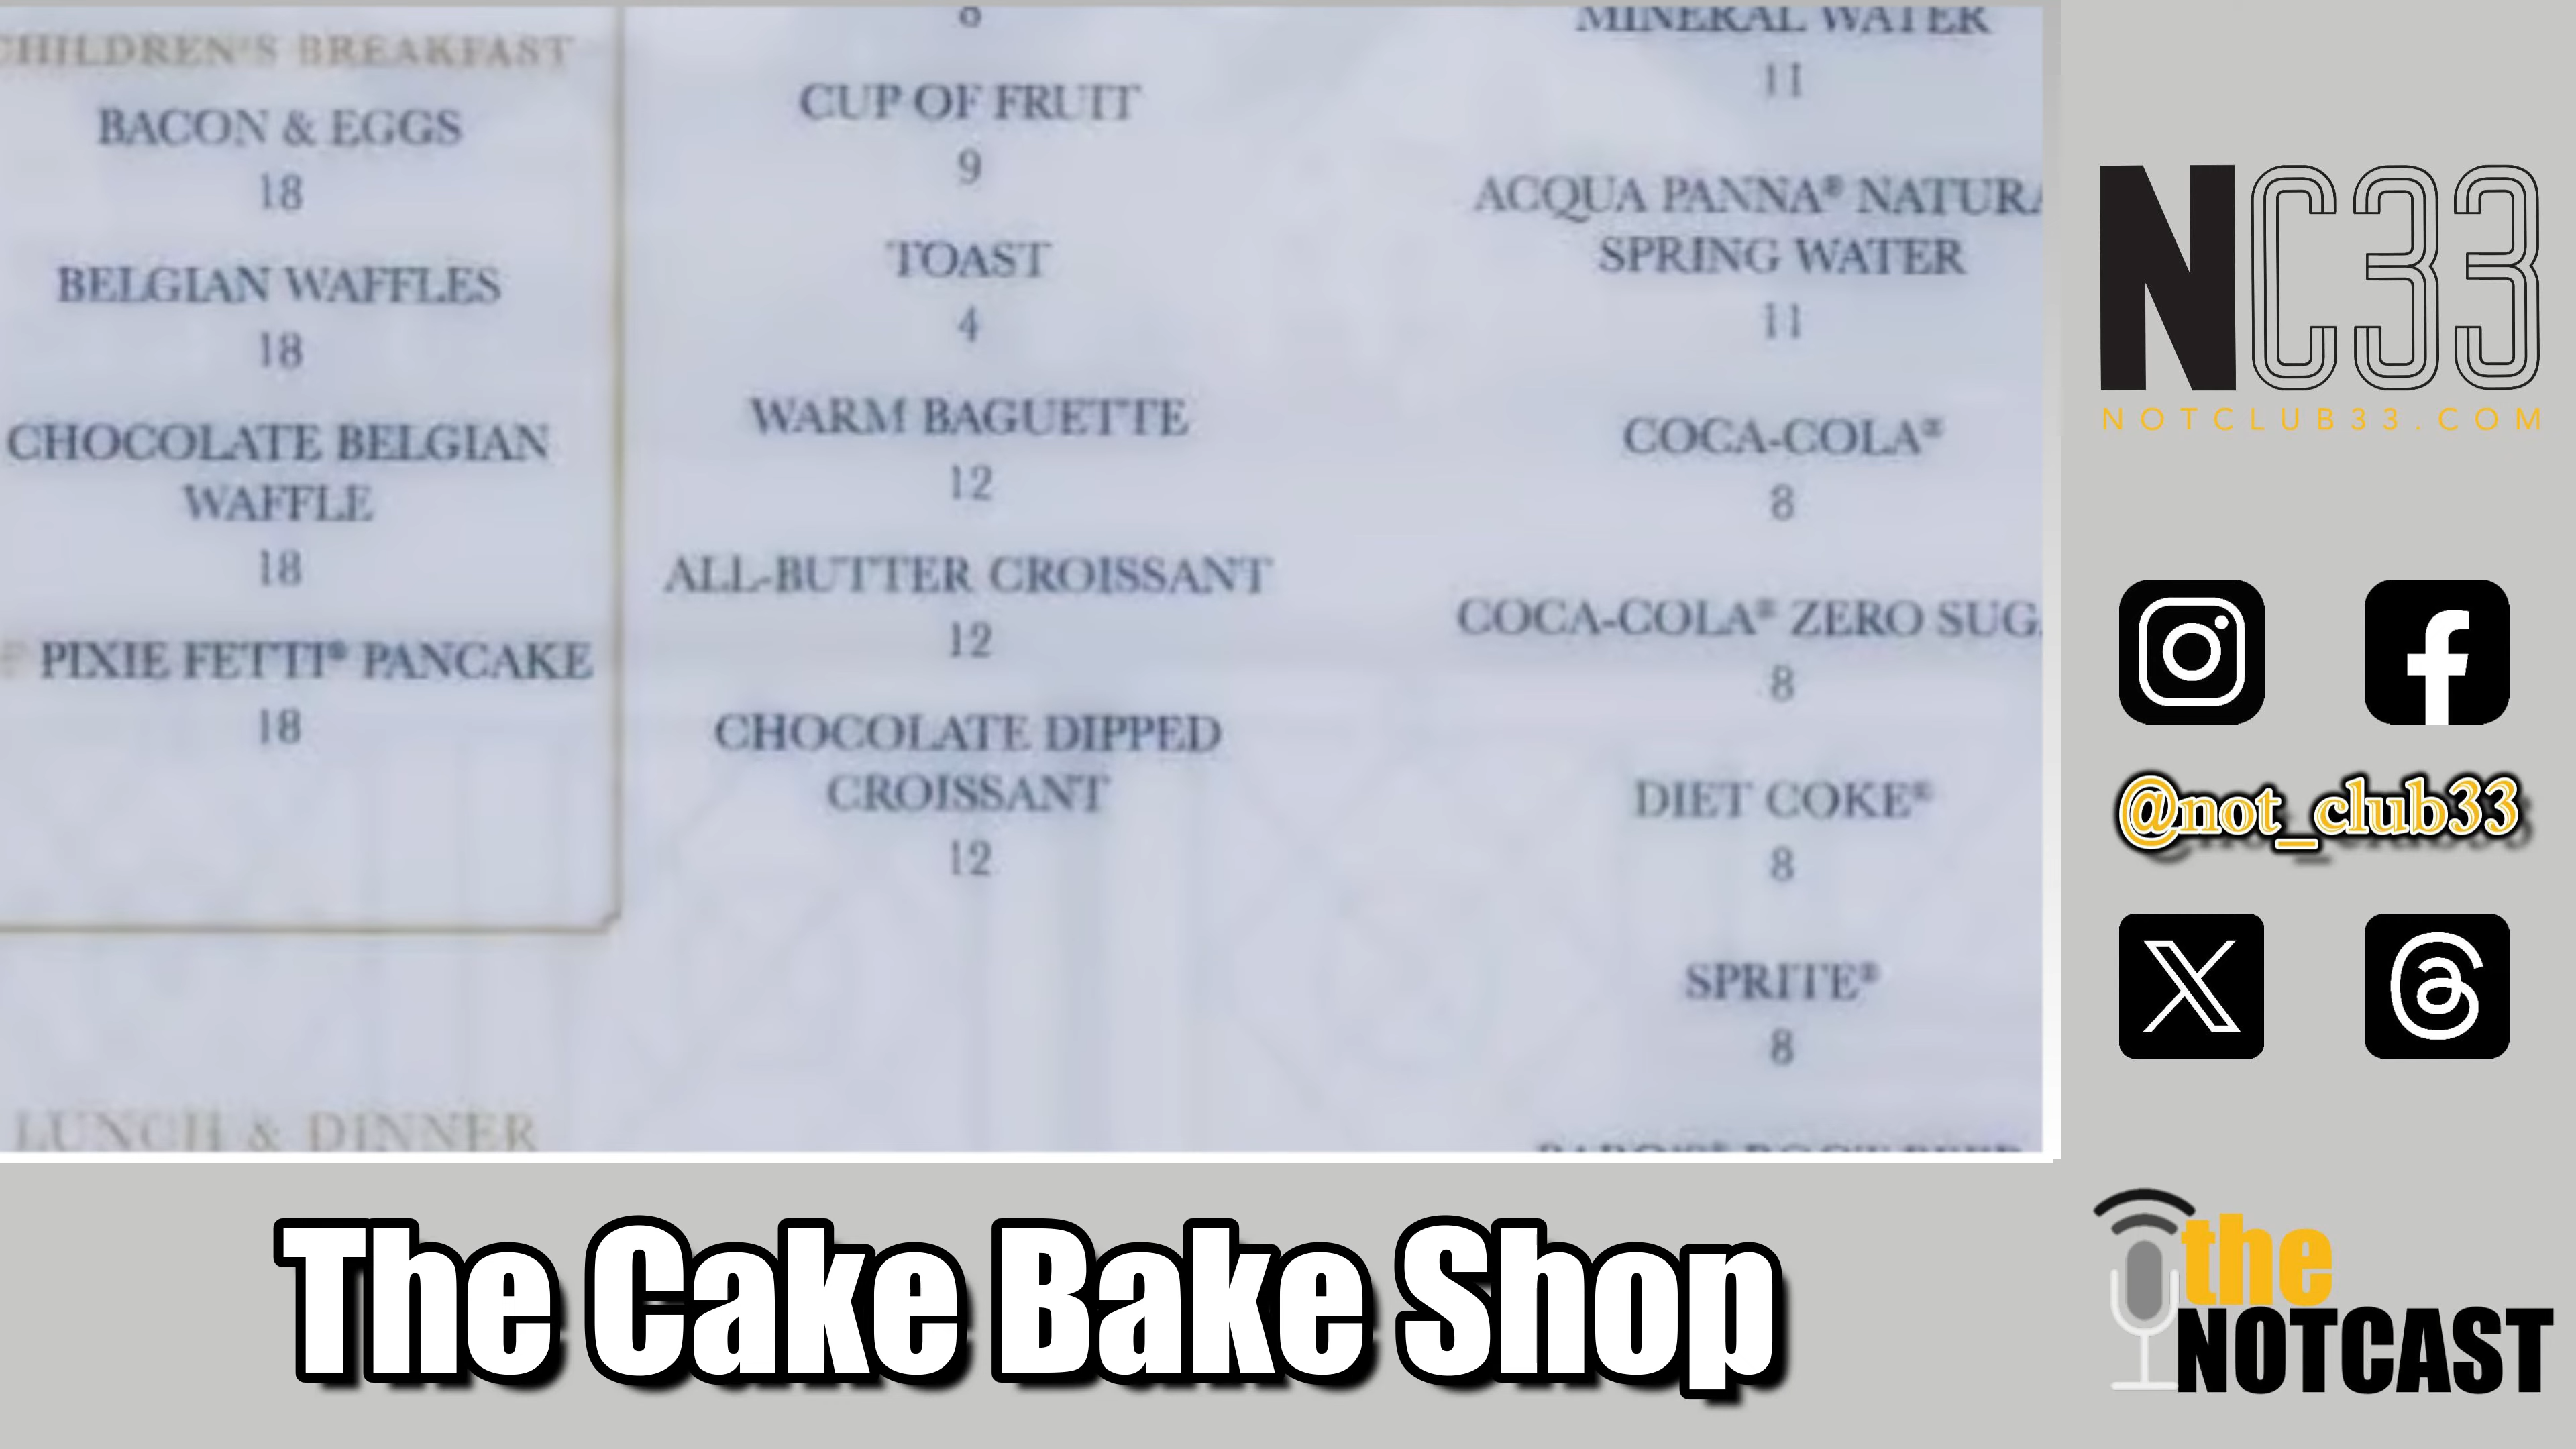 CHILDREN'S BREAKFAST
BACON & EGGS
18
BELGIAN WAFFLES
18
CHOCOLATE BELGIAN
WAFFLE
18
PIXIE FETTI® PANCAKE
18
LUNCH & DINNER
8
CUP OF FRUIT
9
TOAST
4
WARM BAGUETTE
12
ALL-BUTTER CROISSANT
12
CHOCOLATE DIPPED
CROISSANT
12
MINERAL WATER
11
ACQUA PANNA® NATURA
SPRING WATER
11
COCA-COLA®
8
COCA-COLA® ZERO SUG
8
DIET COKE®
8
SPRITE®
8
NC33
NOTCLUB33.COM
@not_club33
The Cake Bake Shop
the
NOTCAST